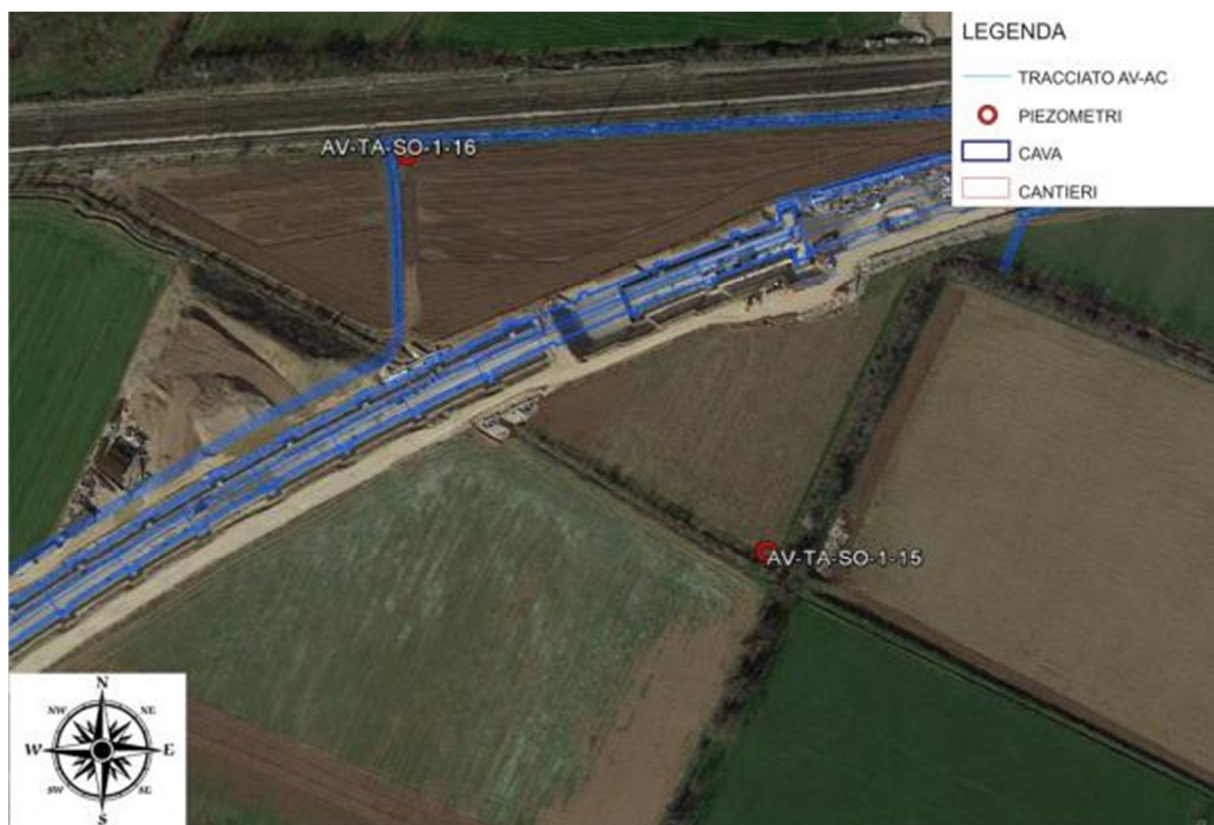 LEGENDA
TRACCIATO AV-AC
PIEZOMETRI
CAVA
CANTIERI
AV-TA-SO-1-16
AV-TA-SO-1-15
N
NW
NE
W
E
SW
SE
S